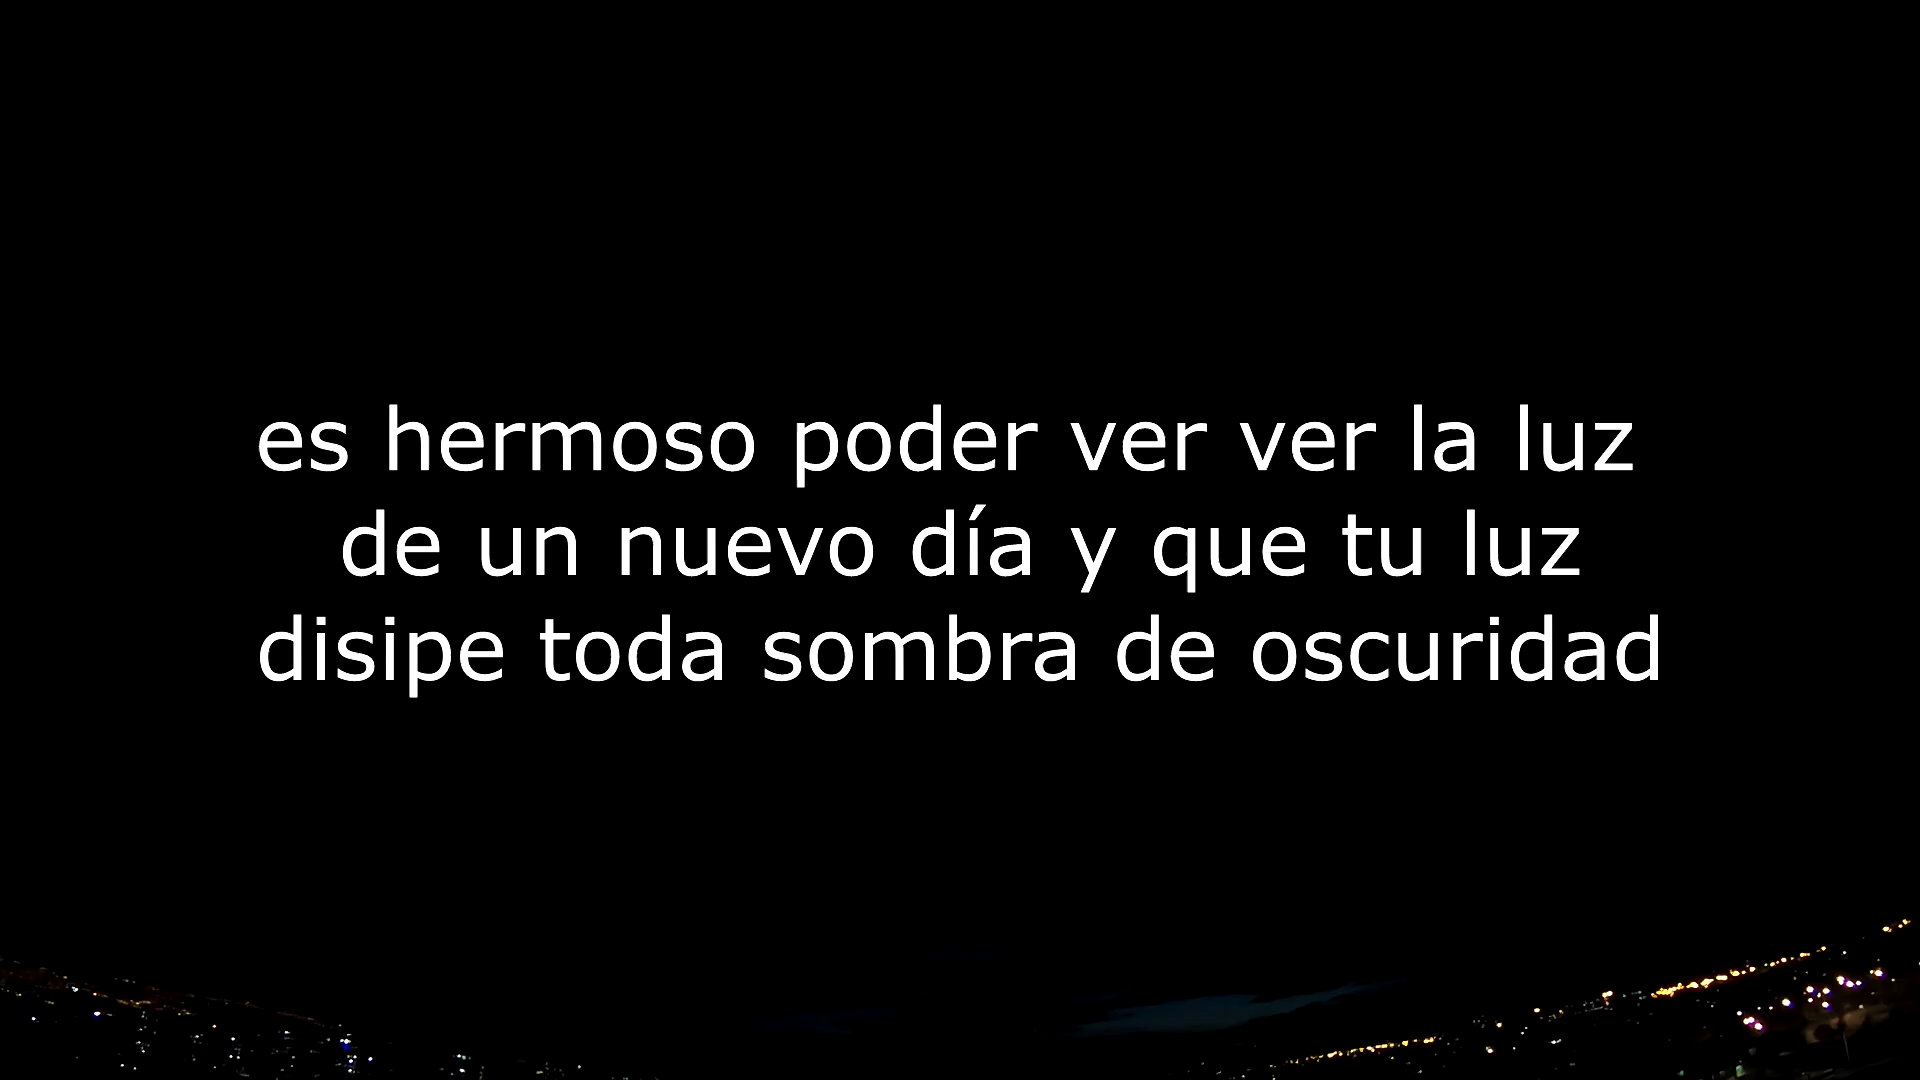 es hermoso poder ver ver la luz
de un nuevo día y que tu luz
disipe toda sombra de oscuridad